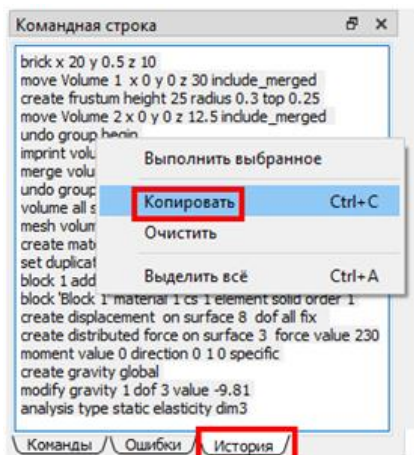 Командная строка
brick x 20 y 0.5 z 10
move Volume 1 x 0 y 0 z 30 include_merged
create frustum height 25 radius 0.3 top 0.25
move Volume 2 x 0 y 0 z 12.5 include_merged
undo group begin
imprint volu
merge volu
undo group
volume all s
mesh volum
create mate
set duplicat
block 1 add
block 'Block 1' material 1 cs 1 element solid order 1
create displacement on surface 8 dof all fix
create distributed force on surface 3 force value 230
moment value 0 direction 0 1 0 specific
create gravity global
modify gravity 1 dof 3 value -9.81
analysis type static elasticity dim3
Выполнить выбранное
Копировать Ctrl+C
Очистить
Выделить всё Ctrl+A
Команды Ошибки История